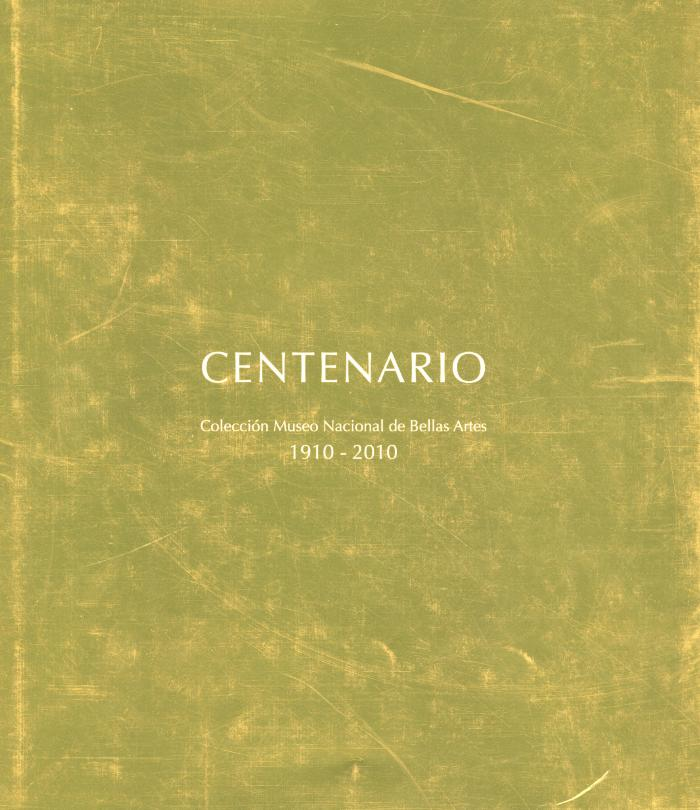 CENTENARIO
Colección Museo Nacional de Bellas Artes
1910 - 2010